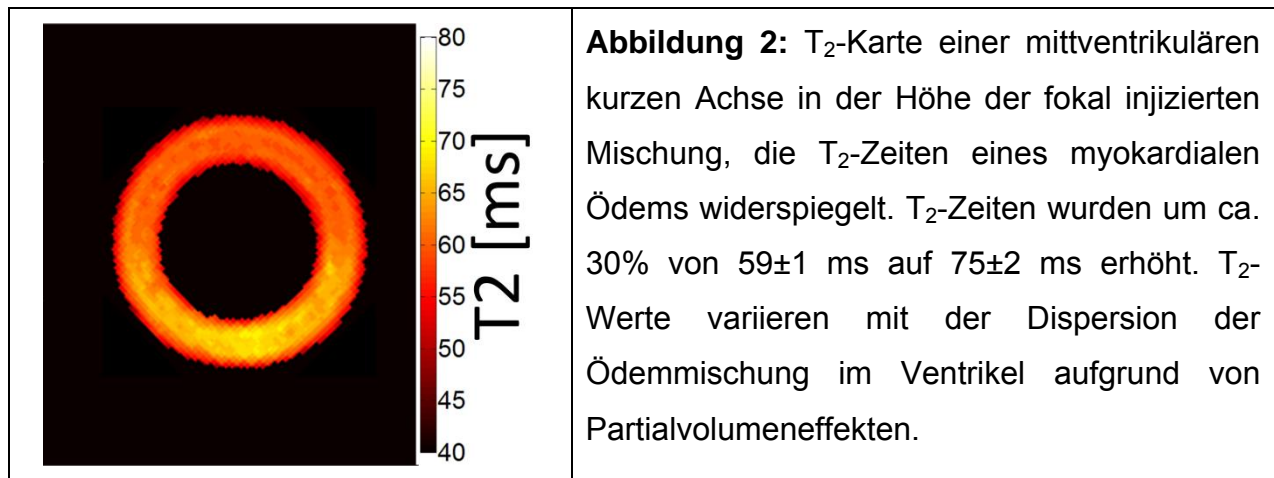 80
75
70
65
60
55
50
45
40
T2 [ms]
Abbildung 2: T₂-Karte einer mittventrikulären
kurzen Achse in der Höhe der fokal injizierten
Mischung, die T₂-Zeiten eines myokardialen
Ödems widerspiegelt. T₂-Zeiten wurden um ca.
30% von 59±1 ms auf 75±2 ms erhöht. T₂-
Werte variieren mit der Dispersion der
Ödemmischung im Ventrikel aufgrund von
Partialvolumeneffekten.